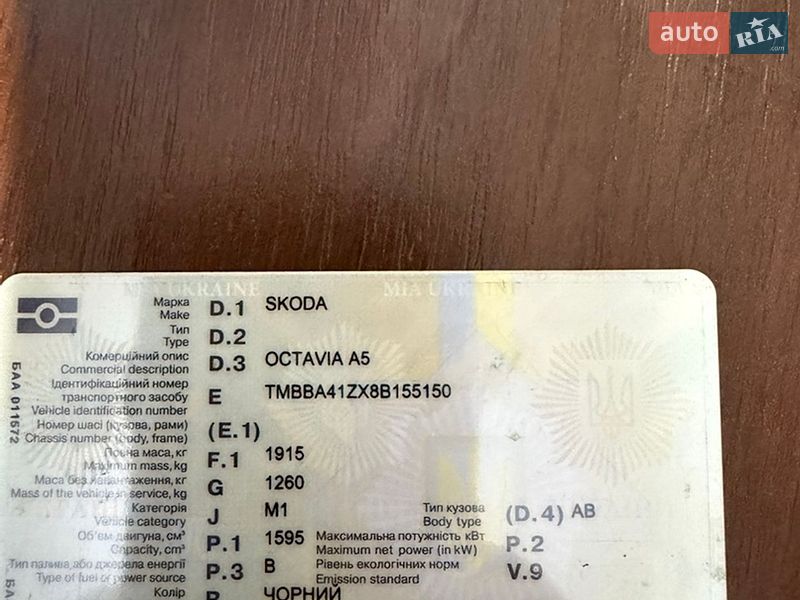 auto RIA .com
MIA UKRAINE MIA UKRAINE
Марка
Make D.1 SKODA
Тип
Type D.2
Комерційний опис
Commercial description D.3 OCTAVIA A5
Ідентифікаційний номер
транспортного засобу E TMBBA41ZX8B155150
Vehicle identification number
Номер шасі (кузова, рами)
Chassis number (body, frame) (E.1)
Повна маса, кг
Maximum mass, kg F.1 1915
Маса без навантаження, кг
Mass of the vehicle in service, kg G 1260
Категорія
Vehicle category J M1 Тип кузова
Body type (D.4) AB
Об'єм двигуна, см³
Capacity, cm³ P.1 1595 Максимальна потужність кВт
Maximum net power (in kW) P.2
Тип палива або джерела енергії
Type of fuel or power source P.3 B Рівень екологічних норм
Emission standard V.9
Колір R ЧОРНИЙ
БАА 011572
БА